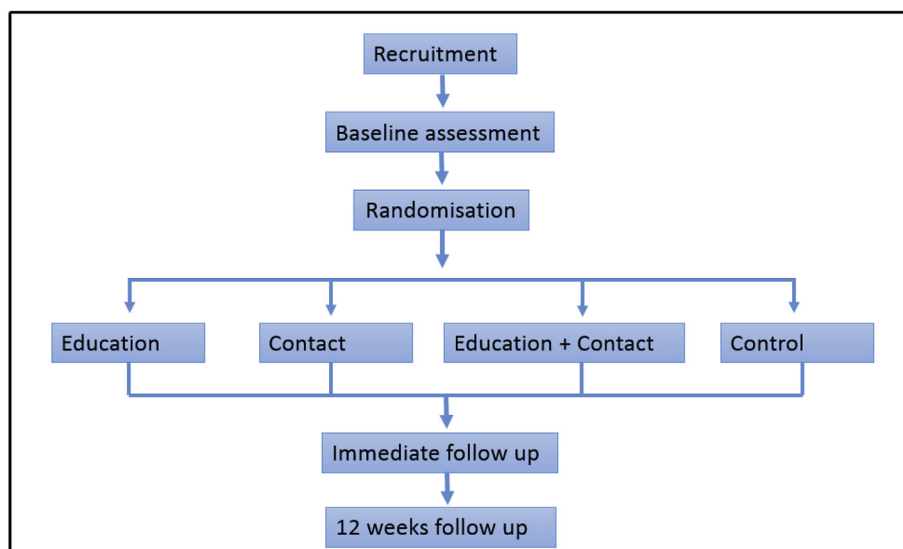 Recruitment
Baseline assessment
Randomisation
Education
Contact
Education + Contact
Control
Immediate follow up
12 weeks follow up